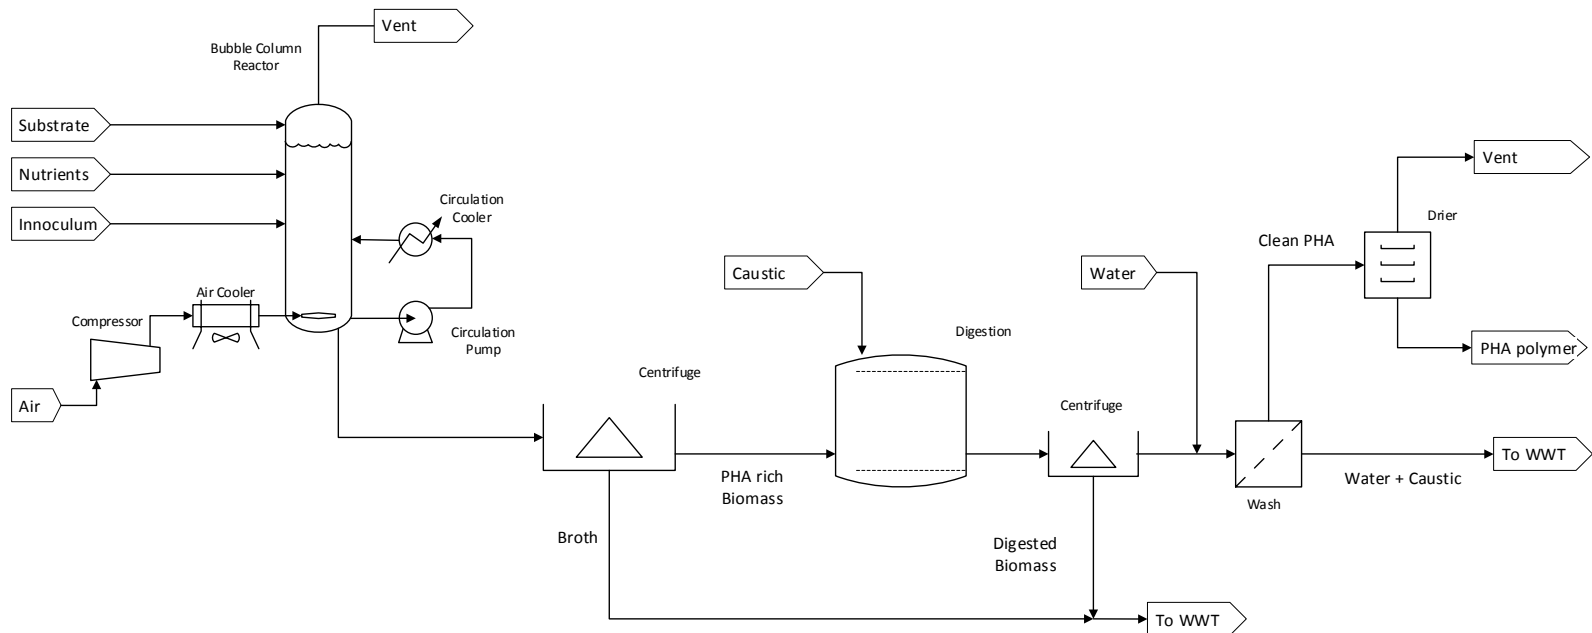 Vent
Bubble Column
Reactor
Substrate
Nutrients
Innoculum
Circulation
Cooler
Air Cooler
Compressor
Circulation
Pump
Air
Centrifuge
PHA rich
Biomass
Broth
Caustic
Digestion
Centrifuge
Digested
Biomass
To WWT
Water
Wash
Clean PHA
Water + Caustic
To WWT
Vent
Drier
PHA polymer